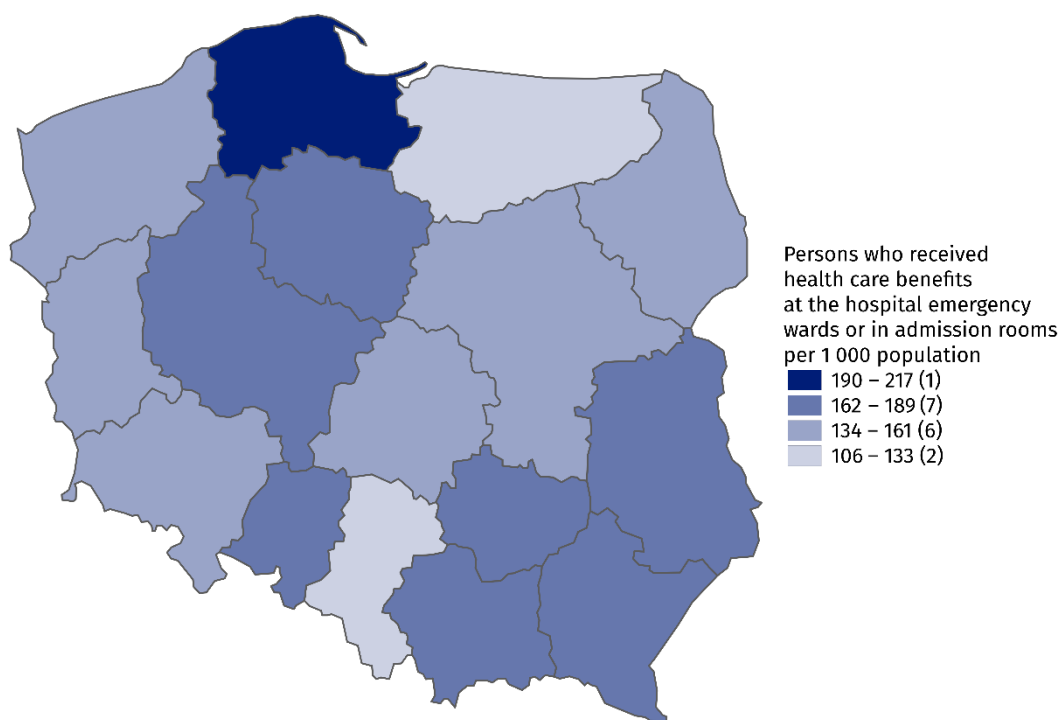 Persons who received
health care benefits
at the hospital emergency
wards or in admission rooms
per 1 000 population
190 – 217 (1)
162 – 189 (7)
134 – 161 (6)
106 – 133 (2)